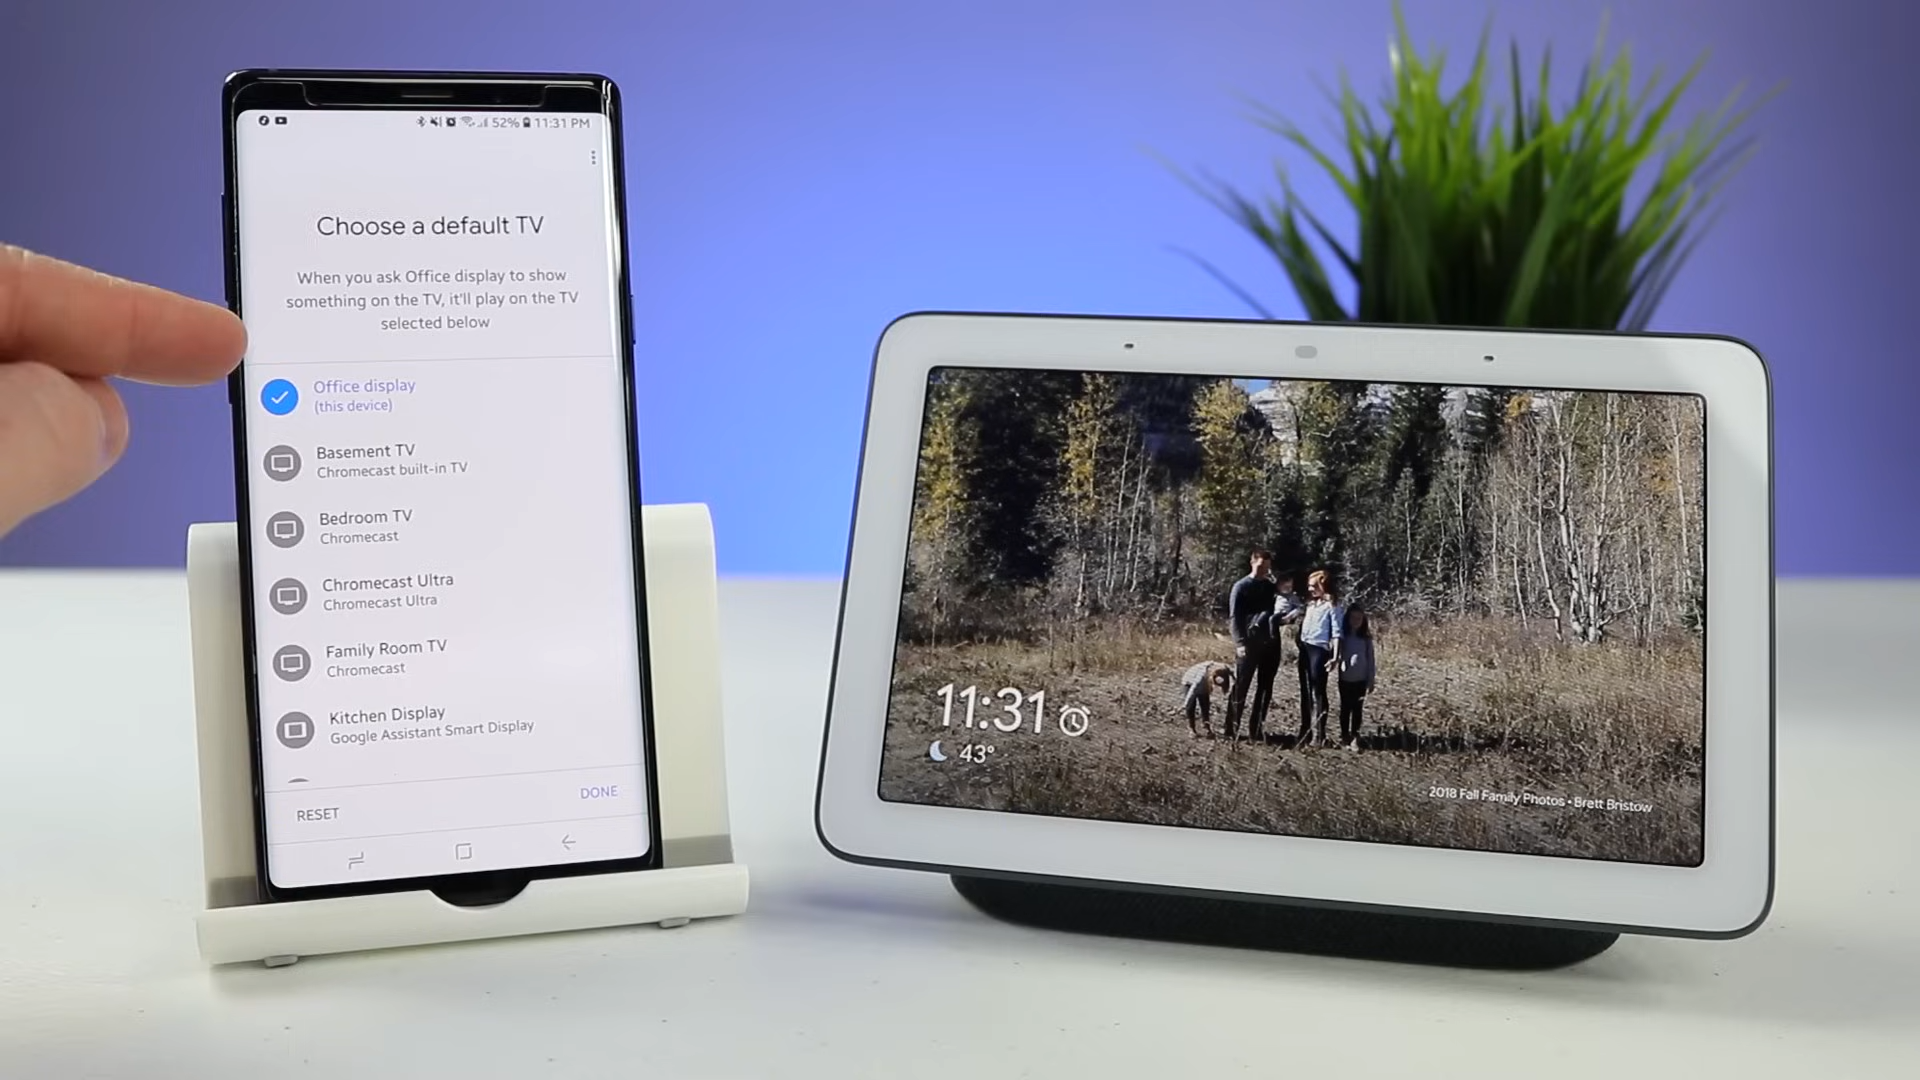 52% 11:31 PM
Choose a default TV
When you ask Office display to show
something on the TV, it'll play on the TV
selected below
Office display
(this device)
Basement TV
Chromecast built-in TV
Bedroom TV
Chromecast
Chromecast Ultra
Chromecast Ultra
Family Room TV
Chromecast
Kitchen Display
Google Assistant Smart Display
RESET
DONE
11:31
43°
2018 Fall Family Photos • Brett Bristow